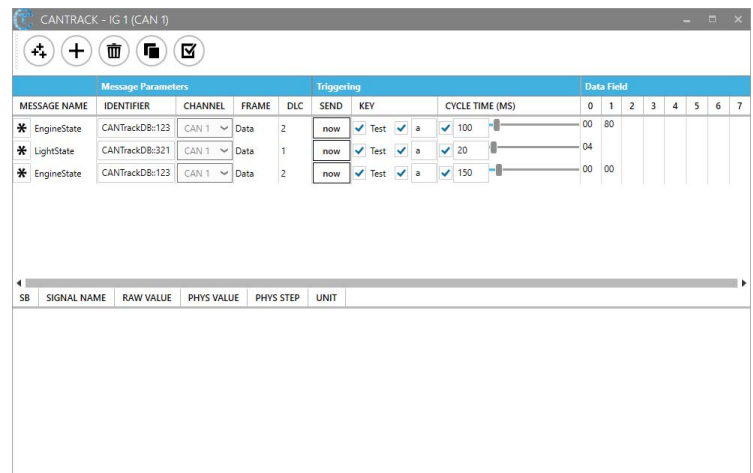 CANTRACK - IG 1 (CAN 1)
Message Parameters Triggering Data Field
MESSAGE NAME IDENTIFIER CHANNEL FRAME DLC SEND KEY CYCLE TIME (MS) 0 1 2 3 4 5 6 7
EngineState CANTrackDB::123 CAN 1 Data 2 now Test a 100 00 80
LightState CANTrackDB::321 CAN 1 Data 1 now Test a 20 04
EngineState CANTrackDB::123 CAN 1 Data 2 now Test a 150 00 00
SB SIGNAL NAME RAW VALUE PHYS VALUE PHYS STEP UNIT